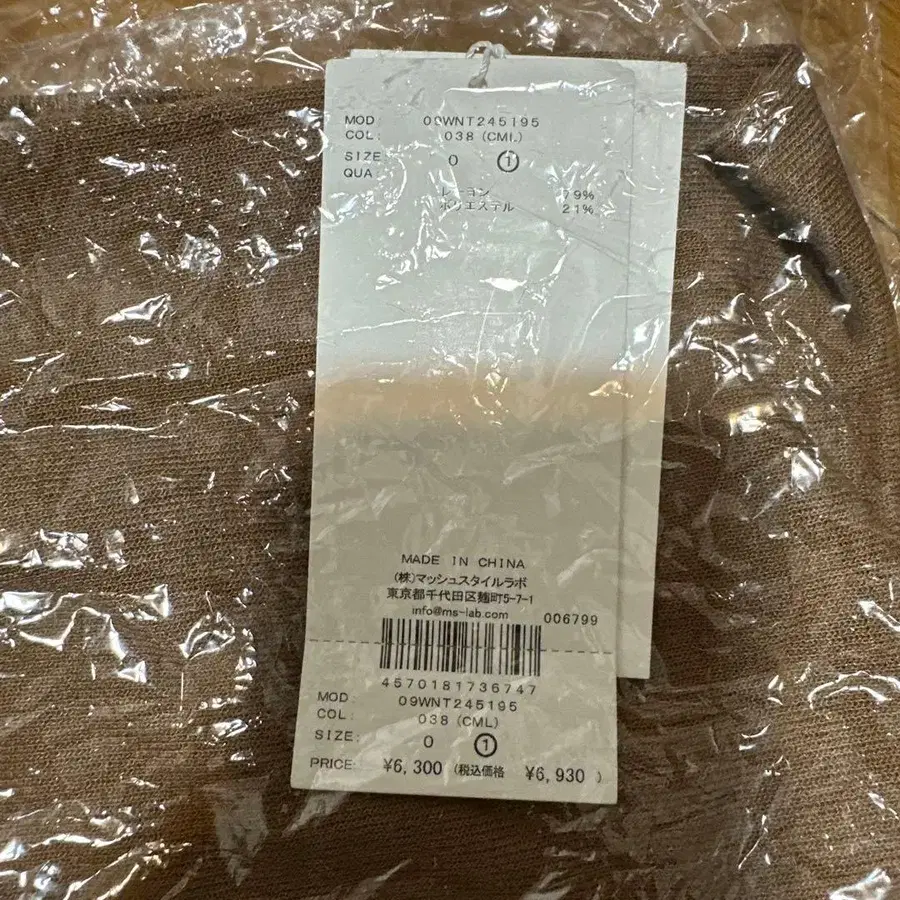 MOD: 09WNT245195
COL: 038 (CML)
SIZE 0 ①
QUA
レーヨン 79%
ポリエステル 21%
MADE IN CHINA
(株)マッシュスタイルラボ
東京都千代田区麹町5-7-1
info@ms-lab.com 006799
4570181736747
MOD: 09WNT245195
COL: 038 (CML)
SIZE: 0 ①
PRICE: ¥6,300 (税込価格 ¥6,930 )